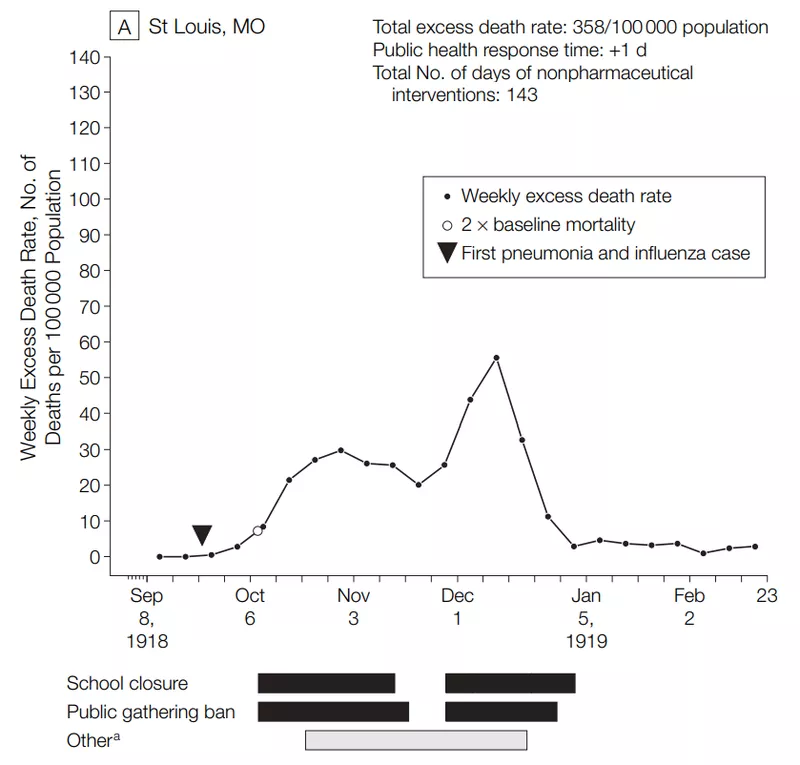 A St Louis, MO
Total excess death rate: 358/100 000 population
Public health response time: +1 d
Total No. of days of nonpharmaceutical
interventions: 143
Weekly Excess Death Rate, No. of
Deaths per 100 000 Population
140
130
120
110
100
90
80
70
60
50
40
30
20
10
0
Weekly excess death rate
2 × baseline mortality
First pneumonia and influenza case
Sep Oct Nov Dec Jan Feb 23
8, 6 3 1 5, 2
1918 1919
School closure
Public gathering ban
Otherᵃ